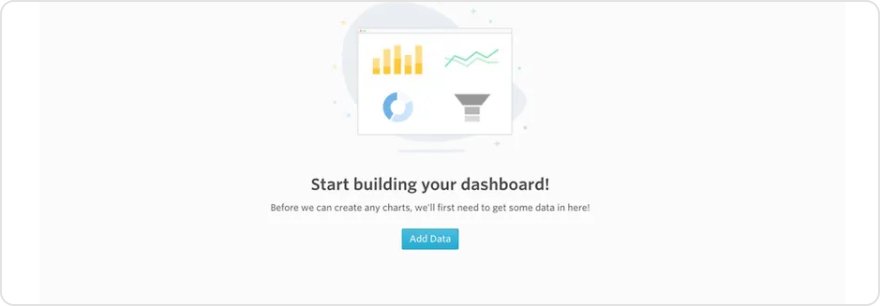 Start building your dashboard!
Before we can create any charts, we'll first need to get some data in here!
Add Data